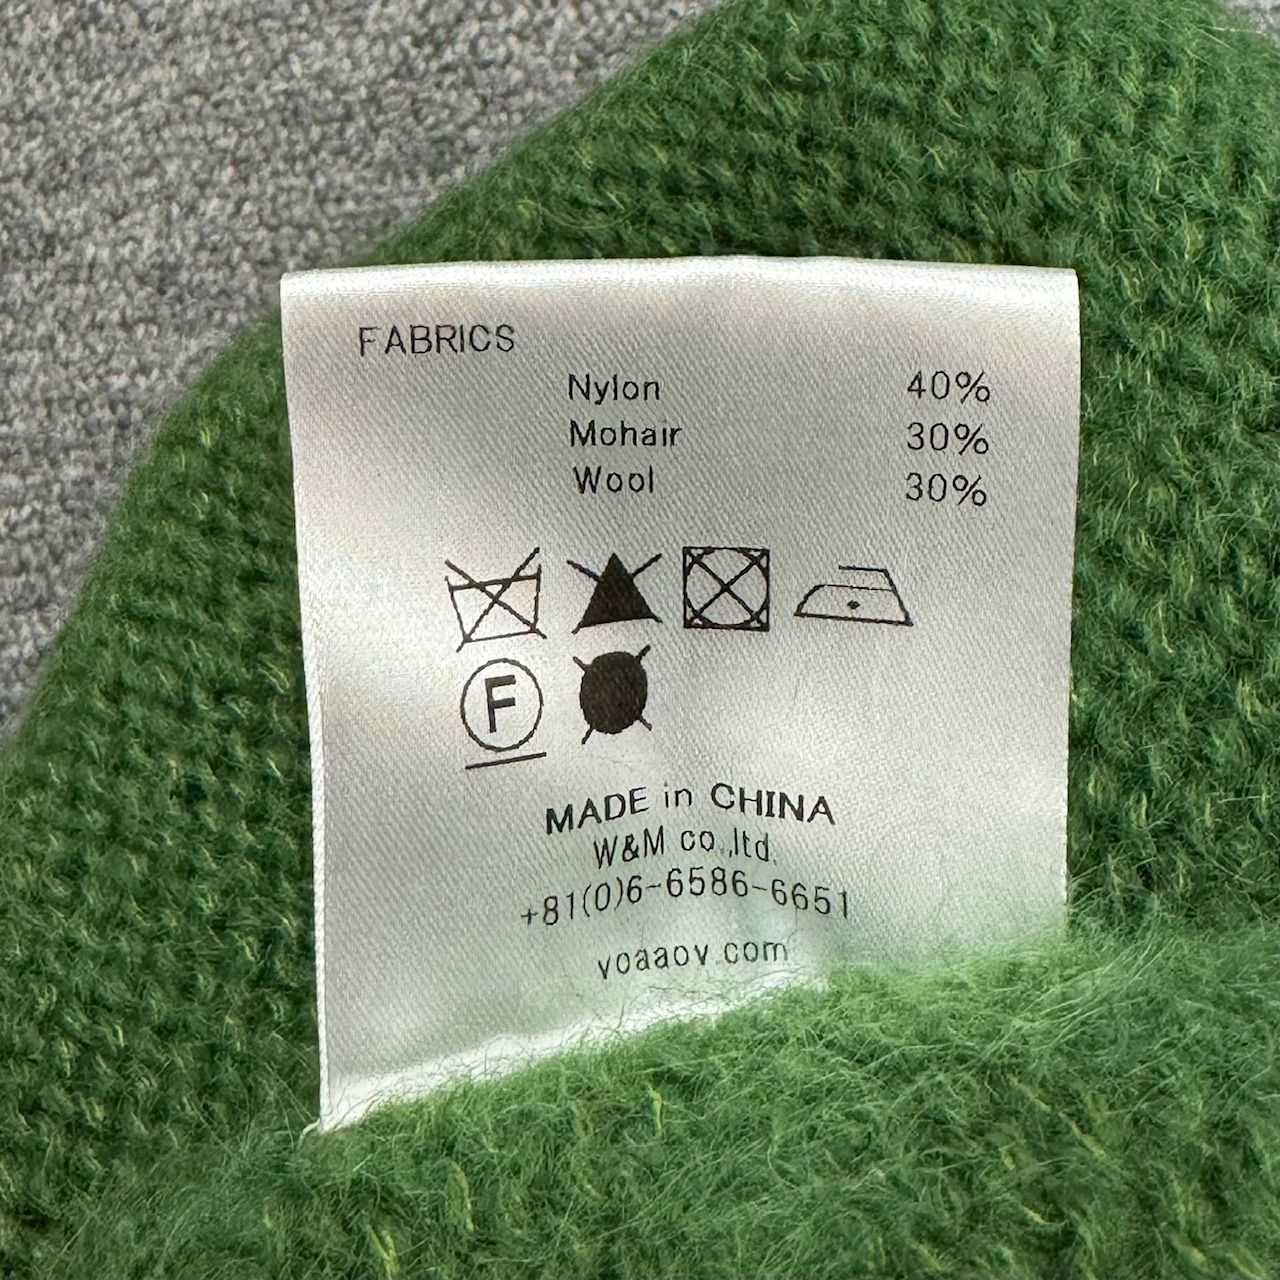 FABRICS
Nylon 40%
Mohair 30%
Wool 30%
F
MADE in CHINA
W&M co.,ltd.
+81(0)6-6586-6651
voaaov.com